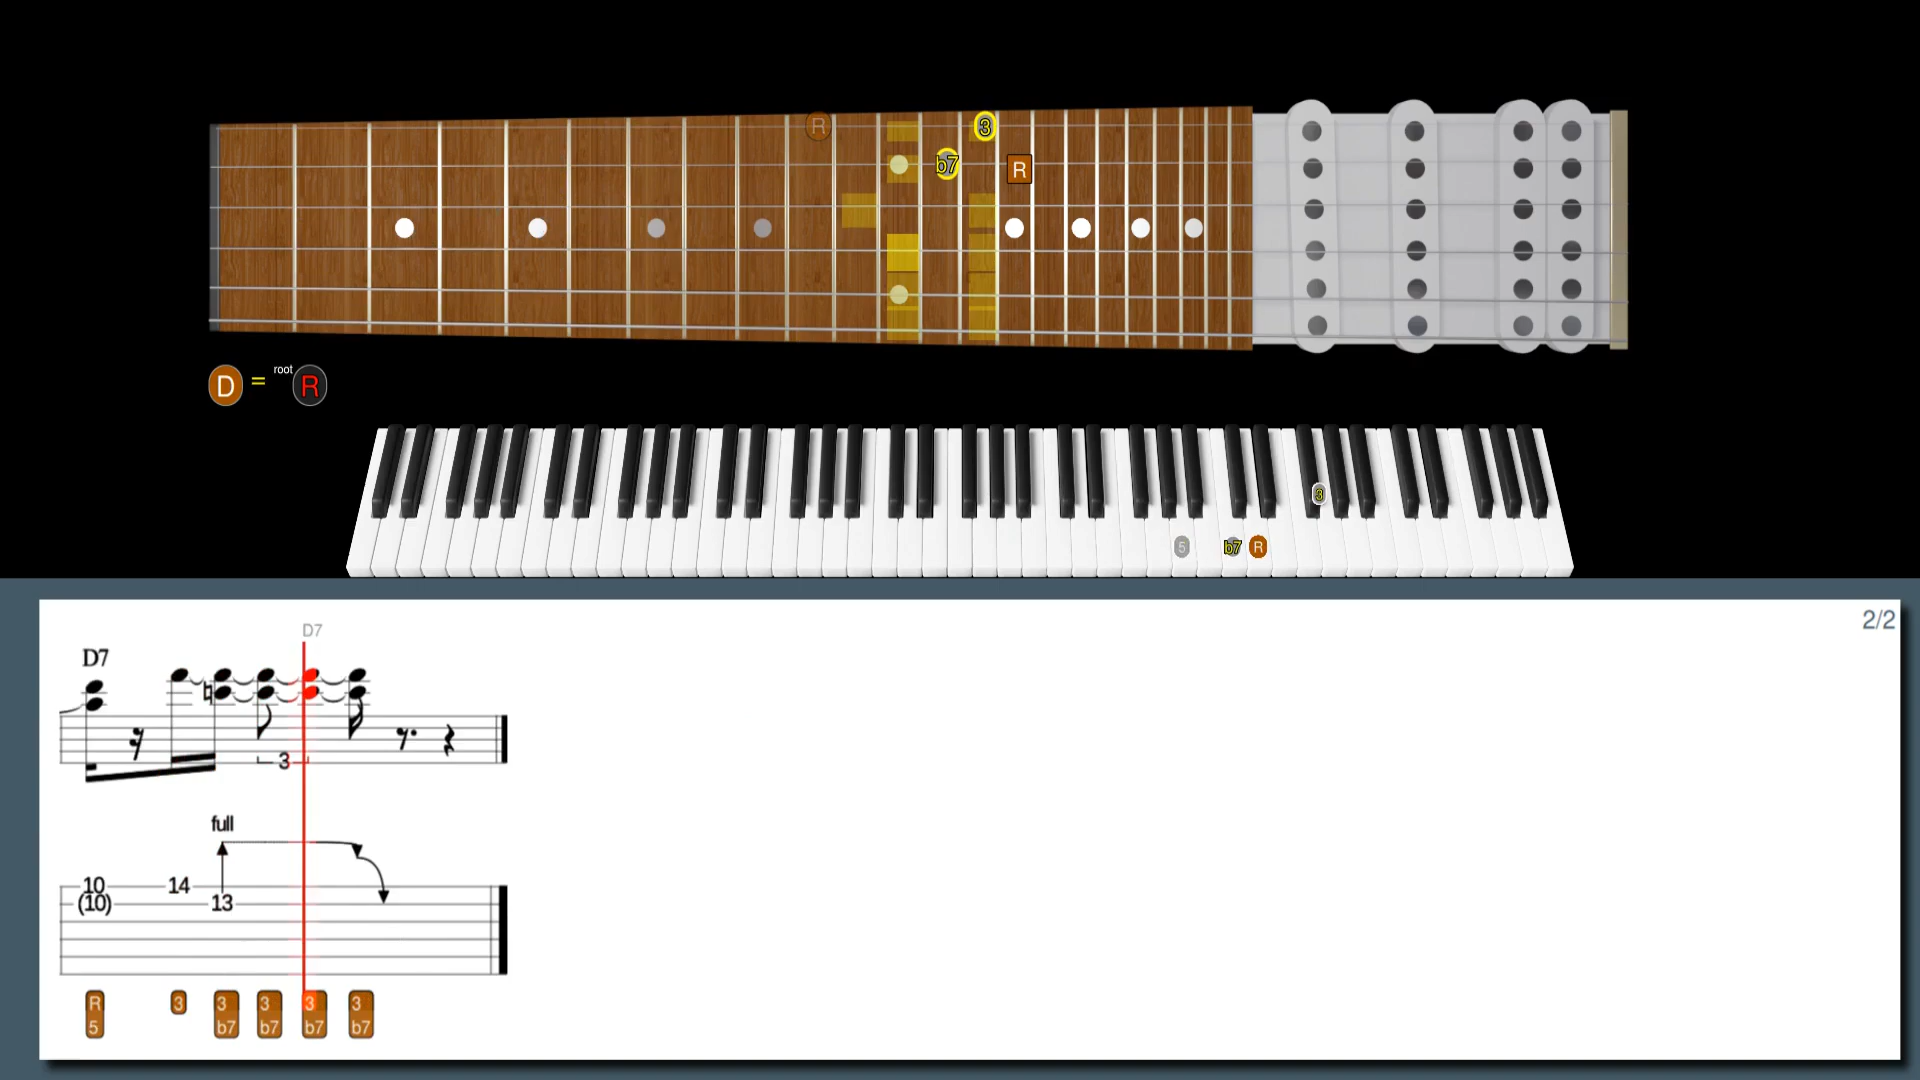 R
3
b7
R
D = root R
3
5 b7 R
2/2
D7
D7
3
full
10 14
(10) 13
R 3 3 3 3 3
5 b7 b7 b7 b7